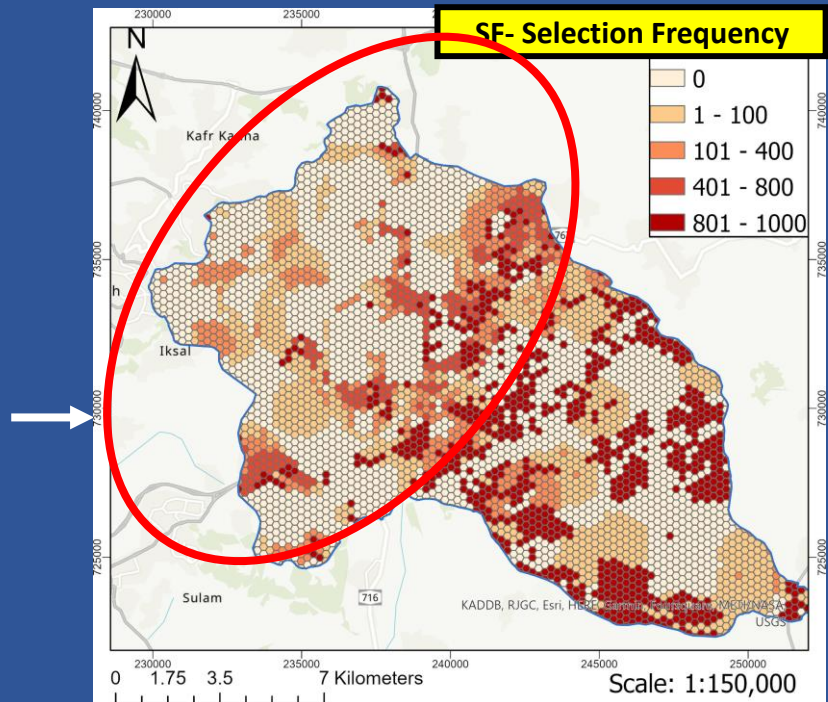 SF- Selection Frequency
0
1 - 100
101 - 400
401 - 800
801 - 1000
230000
235000
N
740000
740000
Kafr Kanna
735000
735000
h
Iksal
730000
730000
725000
725000
Sulam
716
KADDB, RJGC, Esri, HERE, Garmin, Foursquare, METI/NASA,
USGS
230000
235000
240000
245000
250000
0
1.75
3.5
7 Kilometers
Scale: 1:150,000